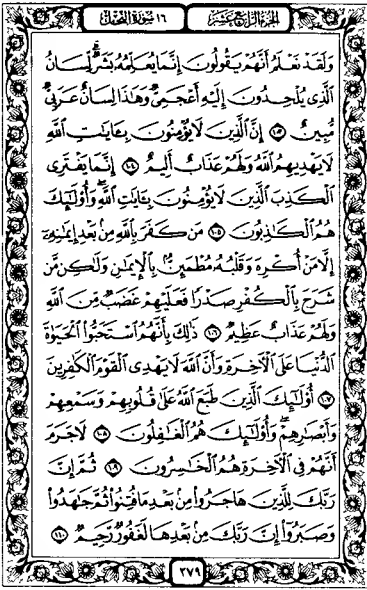 الجزء الرابع عشر
١٦ سورة النحل
وَلَقَدْ نَعْلَمُ أَنَّهُمْ يَقُولُونَ إِنَّمَا يُعَلِّمُهُۥ بَشَرٌ لِّسَانُ
ٱلَّذِى يُلْحِدُونَ إِلَيْهِ أَعْجَمِىٌّ وَهَٰذَا لِسَانٌ عَرَبِىٌّ
مُّبِينٌ ١٠٣ إِنَّ ٱلَّذِينَ لَا يُؤْمِنُونَ بِـَٔايَٰتِ ٱللَّهِ
لَا يَهْدِيهِمُ ٱللَّهُ وَلَهُمْ عَذَابٌ أَلِيمٌ ١٠٤ إِنَّمَا يَفْتَرِى
ٱلْكَذِبَ ٱلَّذِينَ لَا يُؤْمِنُونَ بِـَٔايَٰتِ ٱللَّهِ وَأُو۟لَٰٓئِكَ
هُمُ ٱلْكَٰذِبُونَ ١٠٥ مَن كَفَرَ بِٱللَّهِ مِنۢ بَعْدِ إِيمَٰنِهِۦٓ
إِلَّا مَنْ أُكْرِهَ وَقَلْبُهُۥ مُطْمَئِنٌّۢ بِٱلْإِيمَٰنِ وَلَٰكِن مَّن
شَرَحَ بِٱلْكُفْرِ صَدْرًا فَعَلَيْهِمْ غَضَبٌ مِّنَ ٱللَّهِ
وَلَهُمْ عَذَابٌ عَظِيمٌ ١٠٦ ذَٰلِكَ بِأَنَّهُمُ ٱسْتَحَبُّوا۟ ٱلْحَيَوٰةَ
ٱلدُّنْيَا عَلَى ٱلْءَاخِرَةِ وَأَنَّ ٱللَّهَ لَا يَهْدِى ٱلْقَوْمَ ٱلْكَٰفِرِينَ
١٠٧ أُو۟لَٰٓئِكَ ٱلَّذِينَ طَبَعَ ٱللَّهُ عَلَىٰ قُلُوبِهِمْ وَسَمْعِهِمْ
وَأَبْصَٰرِهِمْ وَأُو۟لَٰٓئِكَ هُمُ ٱلْغَٰفِلُونَ ١٠٨ لَا جَرَمَ
أَنَّهُمْ فِى ٱلْءَاخِرَةِ هُمُ ٱلْخَٰسِرُونَ ١٠٩ ثُمَّ إِنَّ
رَبَّكَ لِلَّذِينَ هَاجَرُوا۟ مِنۢ بَعْدِ مَا فُتِنُوا۟ ثُمَّ جَٰهَدُوا۟
وَصَبَرُوٓا۟ إِنَّ رَبَّكَ مِنۢ بَعْدِهَا لَغَفُورٌ رَّحِيمٌ ١١٠
٢٧٩